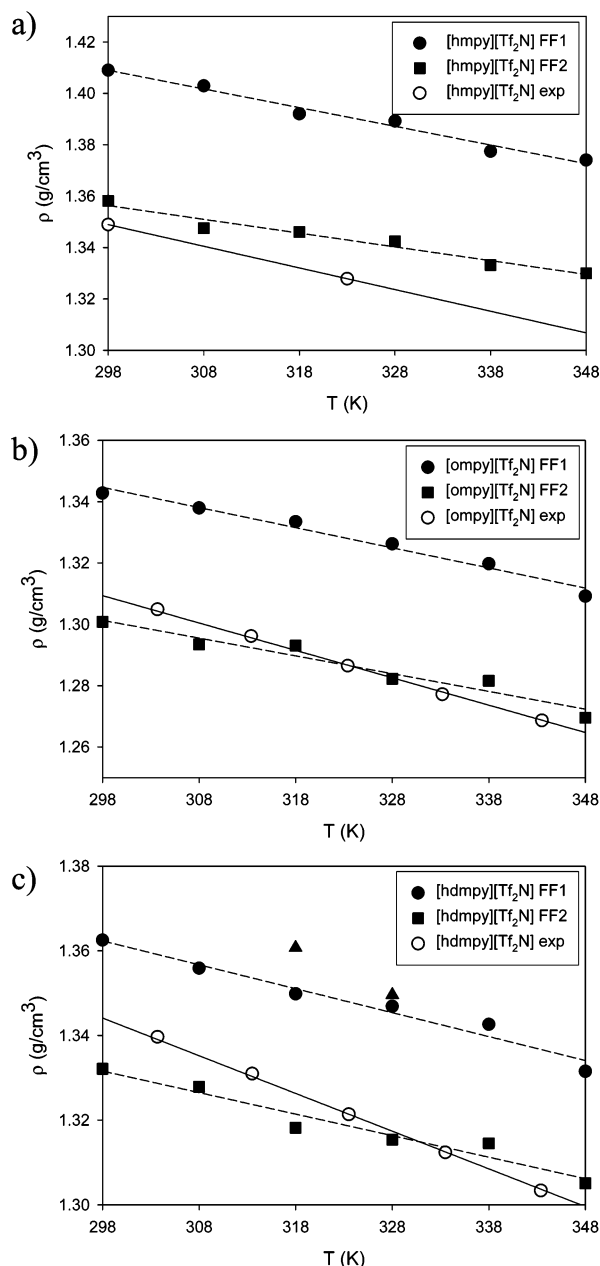 a)
1.42
1.40
1.38
1.36
1.34
1.32
1.30
ρ (g/cm³)
[hmpy][Tf₂N] FF1
[hmpy][Tf₂N] FF2
[hmpy][Tf₂N] exp
298 308 318 328 338 348
T (K)
b)
1.36
1.34
1.32
1.30
1.28
1.26
ρ (g/cm³)
[ompy][Tf₂N] FF1
[ompy][Tf₂N] FF2
[ompy][Tf₂N] exp
298 308 318 328 338 348
T (K)
c)
1.38
1.36
1.34
1.32
1.30
ρ (g/cm³)
[hdmpy][Tf₂N] FF1
[hdmpy][Tf₂N] FF2
[hdmpy][Tf₂N] exp
298 308 318 328 338 348
T (K)